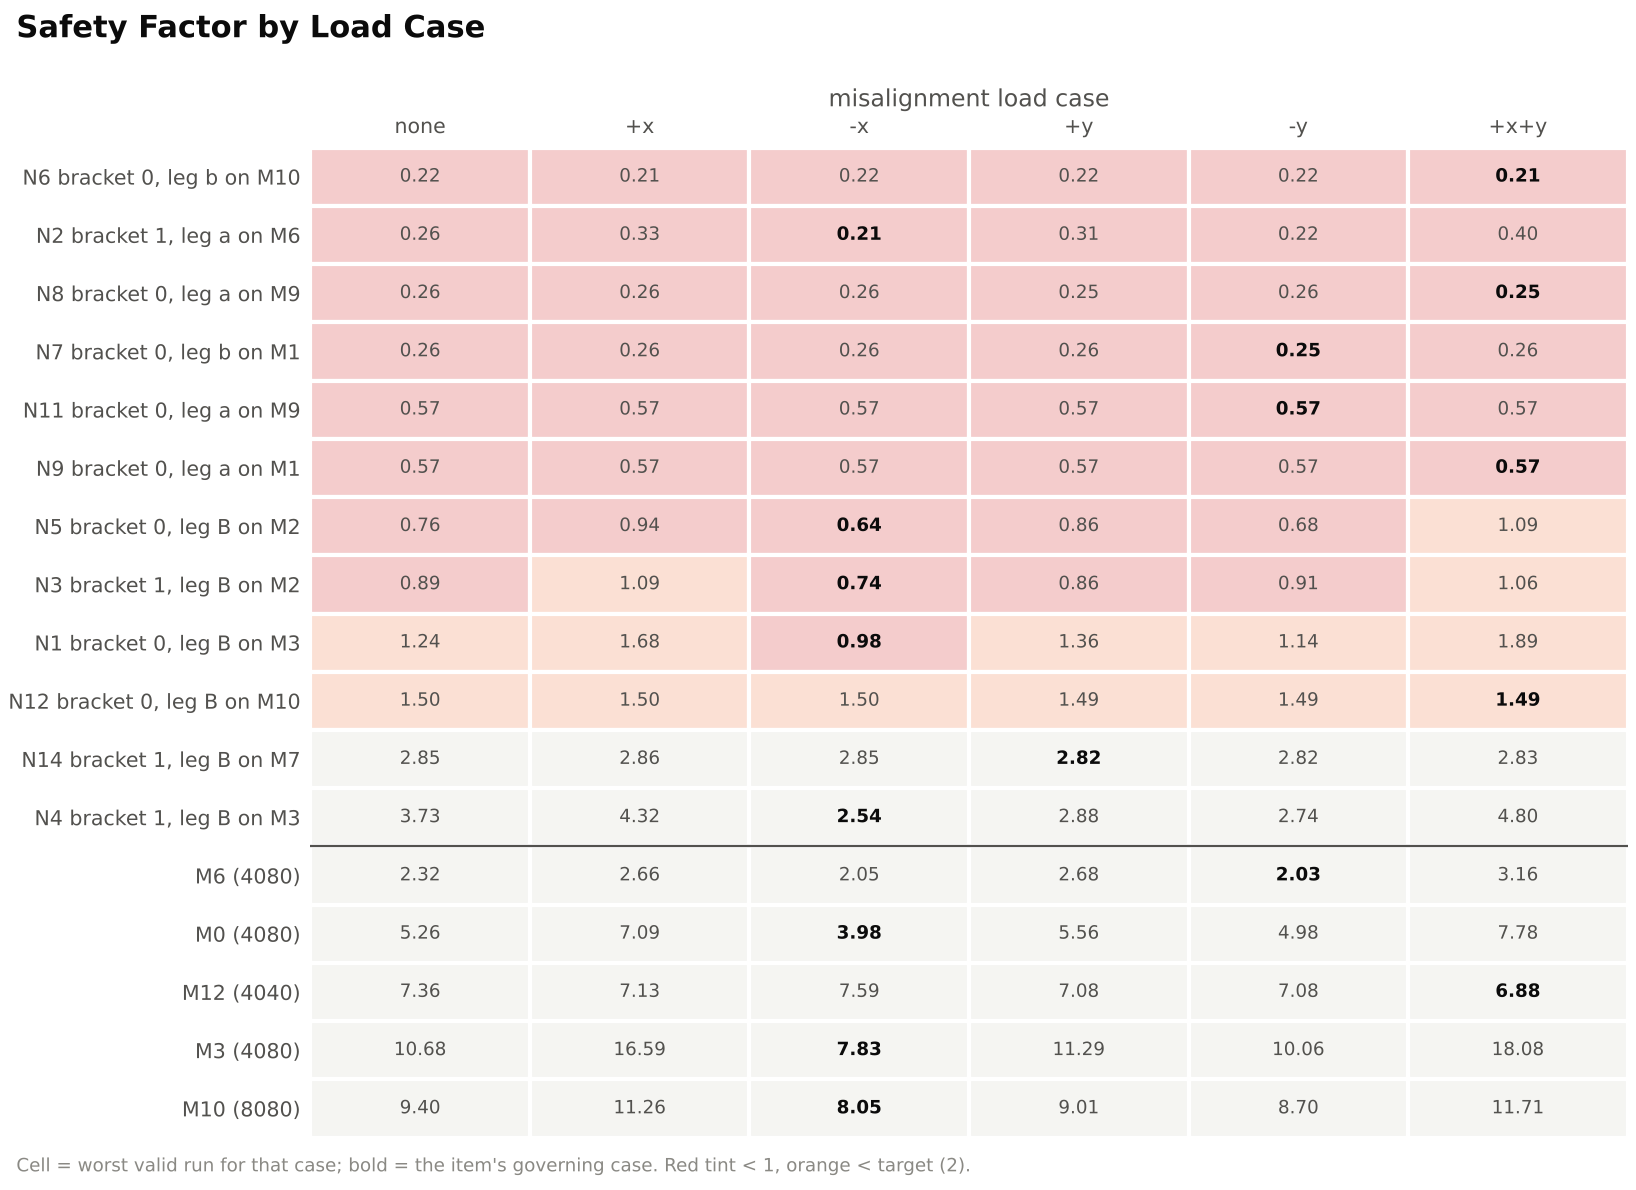 Safety Factor by Load Case
misalignment load case
none +x -x +y -y +x+y
N6 bracket 0, leg b on M10 0.22 0.21 0.22 0.22 0.22 0.21
N2 bracket 1, leg a on M6 0.26 0.33 0.21 0.31 0.22 0.40
N8 bracket 0, leg a on M9 0.26 0.26 0.26 0.25 0.26 0.25
N7 bracket 0, leg b on M1 0.26 0.26 0.26 0.26 0.25 0.26
N11 bracket 0, leg a on M9 0.57 0.57 0.57 0.57 0.57 0.57
N9 bracket 0, leg a on M1 0.57 0.57 0.57 0.57 0.57 0.57
N5 bracket 0, leg B on M2 0.76 0.94 0.64 0.86 0.68 1.09
N3 bracket 1, leg B on M2 0.89 1.09 0.74 0.86 0.91 1.06
N1 bracket 0, leg B on M3 1.24 1.68 0.98 1.36 1.14 1.89
N12 bracket 0, leg B on M10 1.50 1.50 1.50 1.49 1.49 1.49
N14 bracket 1, leg B on M7 2.85 2.86 2.85 2.82 2.82 2.83
N4 bracket 1, leg B on M3 3.73 4.32 2.54 2.88 2.74 4.80
M6 (4080) 2.32 2.66 2.05 2.68 2.03 3.16
M0 (4080) 5.26 7.09 3.98 5.56 4.98 7.78
M12 (4040) 7.36 7.13 7.59 7.08 7.08 6.88
M3 (4080) 10.68 16.59 7.83 11.29 10.06 18.08
M10 (8080) 9.40 11.26 8.05 9.01 8.70 11.71
Cell = worst valid run for that case; bold = the item's governing case. Red tint < 1, orange < target (2).